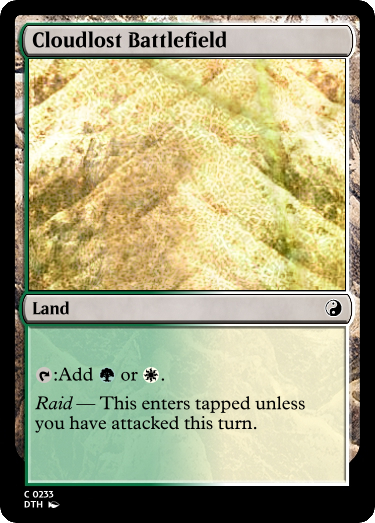 Cloudlost Battlefield
Land
:Add or .
Raid — This enters tapped unless
you have attacked this turn.
C 0233
DTH